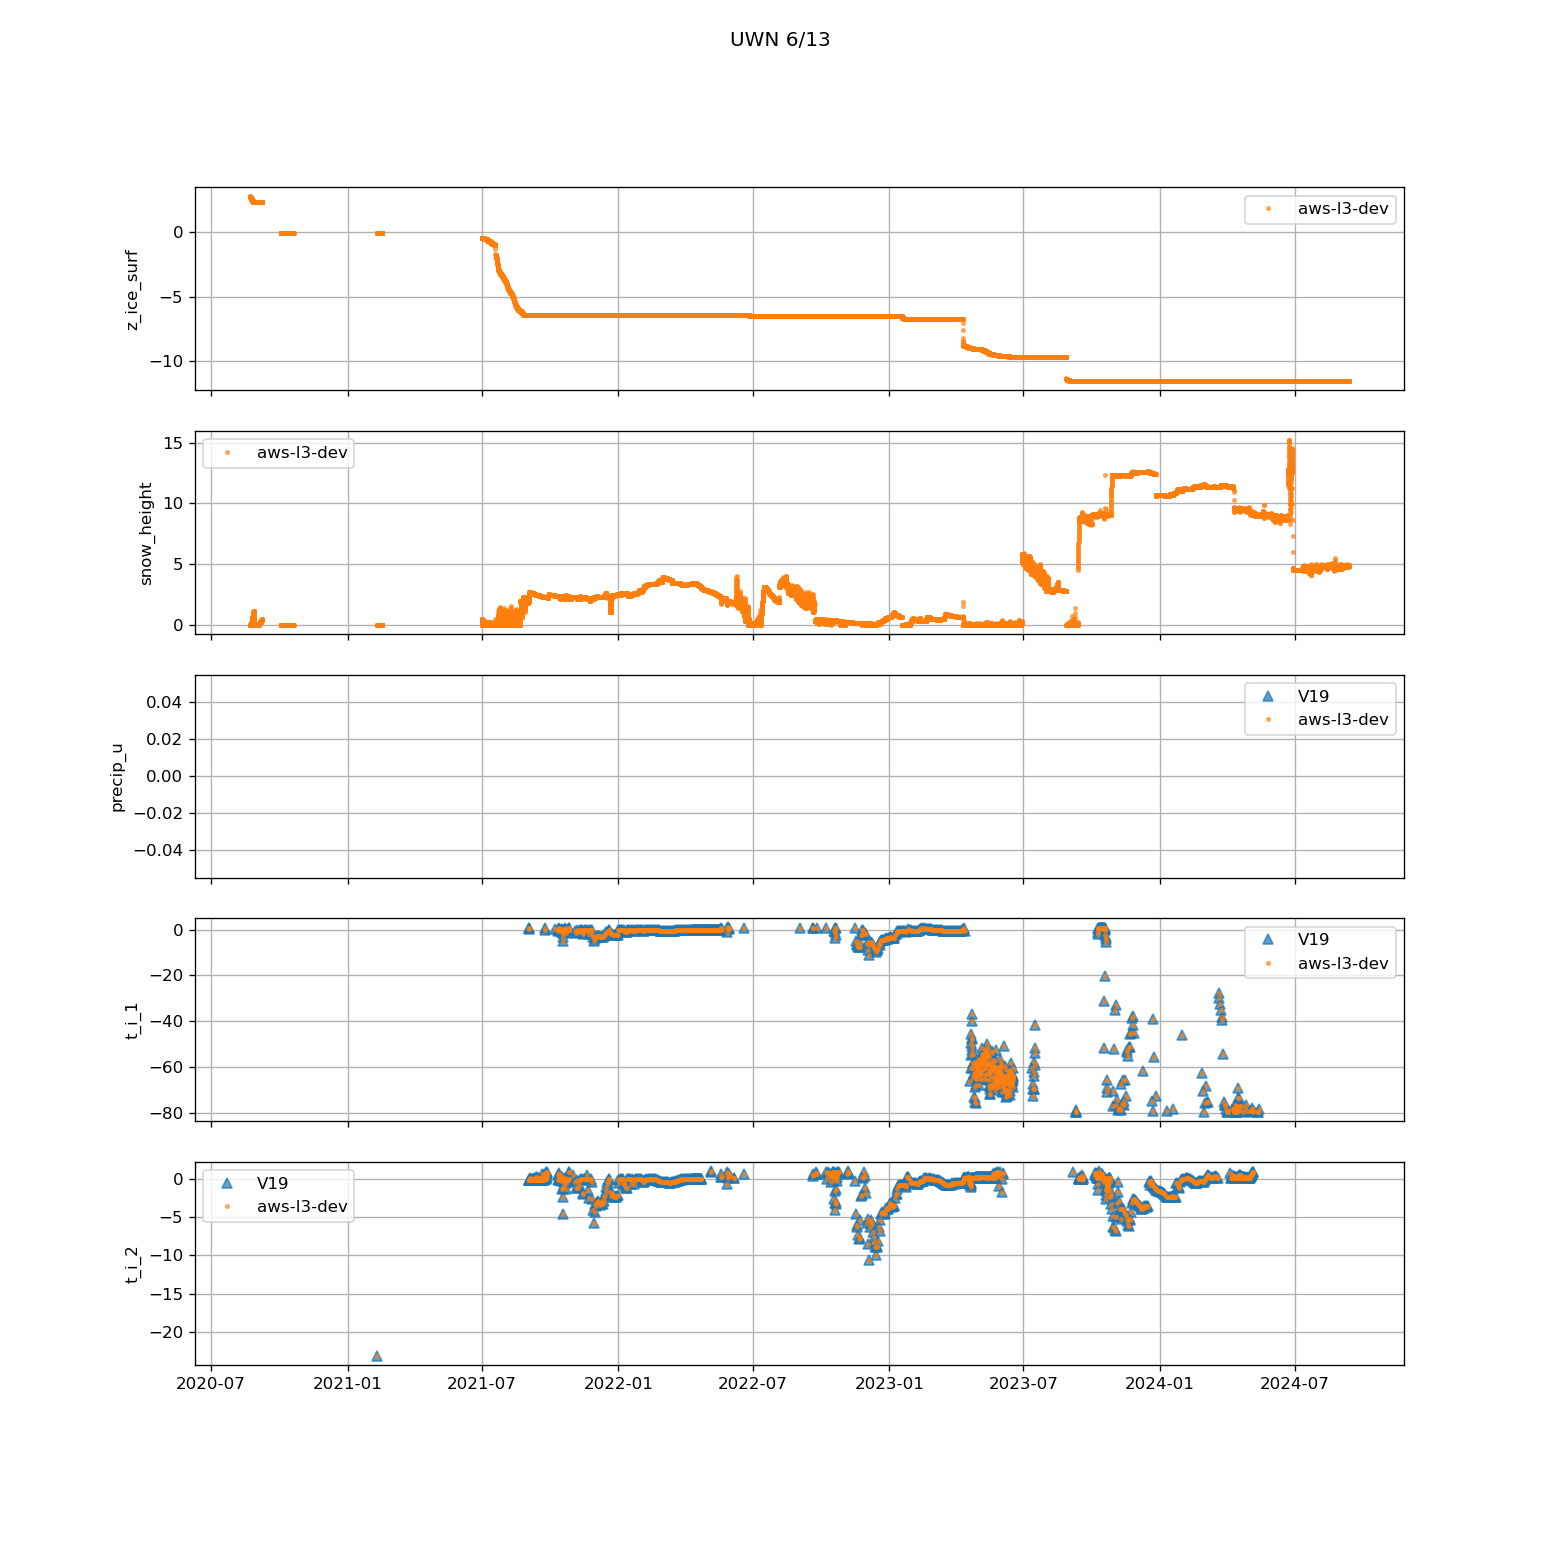 UWN 6/13
aws-l3-dev
0
−5
−10
z_ice_surf
aws-l3-dev
15
10
5
0
snow_height
V19
aws-l3-dev
0.04
0.02
0.00
−0.02
−0.04
precip_u
V19
aws-l3-dev
0
−20
−40
−60
−80
t_i_1
V19
aws-l3-dev
0
−5
−10
−15
−20
t_i_2
2020-07
2021-01
2021-07
2022-01
2022-07
2023-01
2023-07
2024-01
2024-07